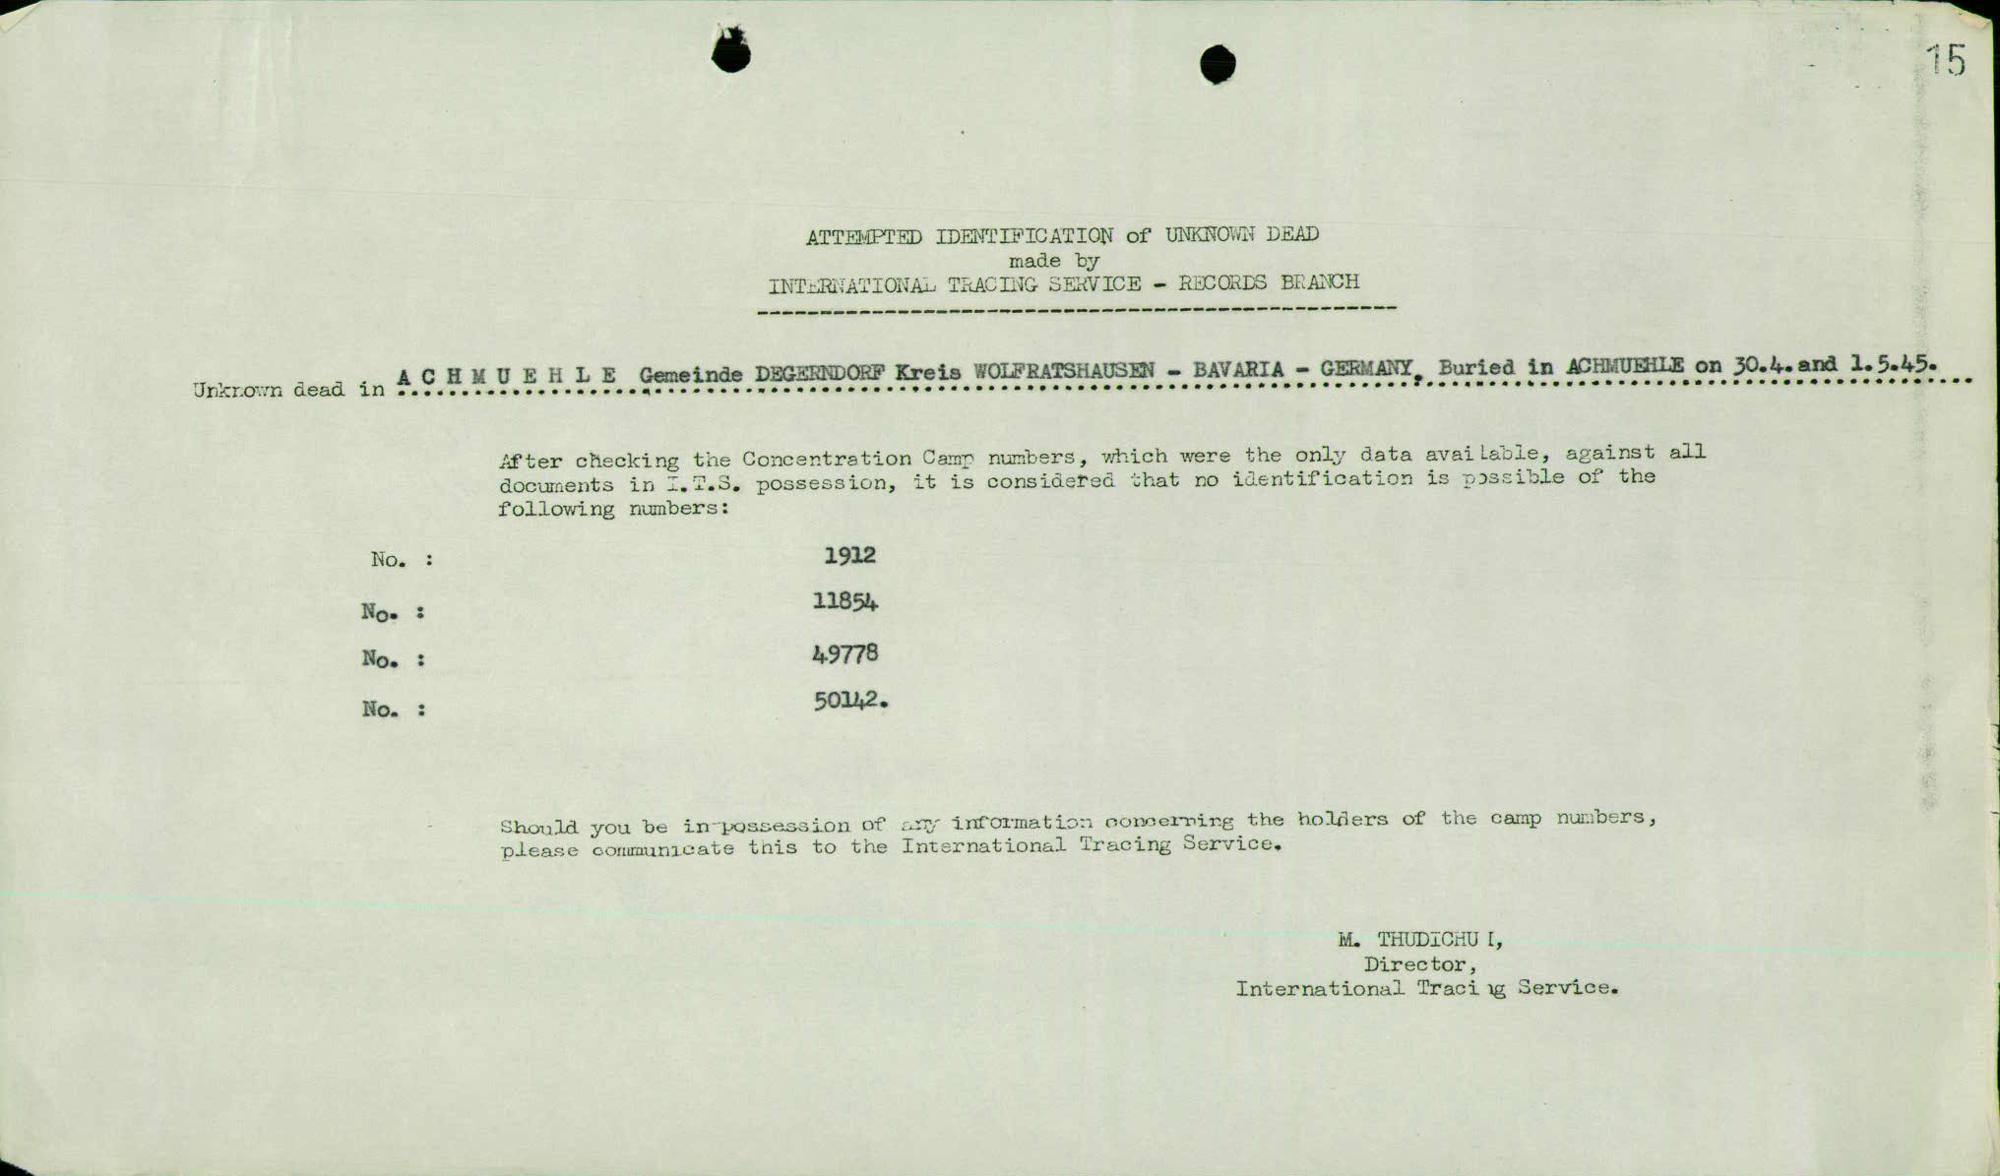 15
ATTEMPTED IDENTIFICATION of UNKNOWN DEAD
made by
INTERNATIONAL TRACING SERVICE - RECORDS BRANCH
Unknown dead in A C H M U E H L E Gemeinde DEGERNDORF Kreis WOLFRATSHAUSEN - BAVARIA - GERMANY. Buried in ACHMUEHLE on 30.4.and 1.5.45.
After checking the Concentration Camp numbers, which were the only data available, against all
documents in I.T.S. possession, it is considered that no identification is possible of the
following numbers:
No. : 1912
No. : 11854
No. : 49778
No. : 50142.
Should you be in possession of any information concerning the holders of the camp numbers,
please communicate this to the International Tracing Service.
M. THUDICHUM,
Director,
International Tracing Service.